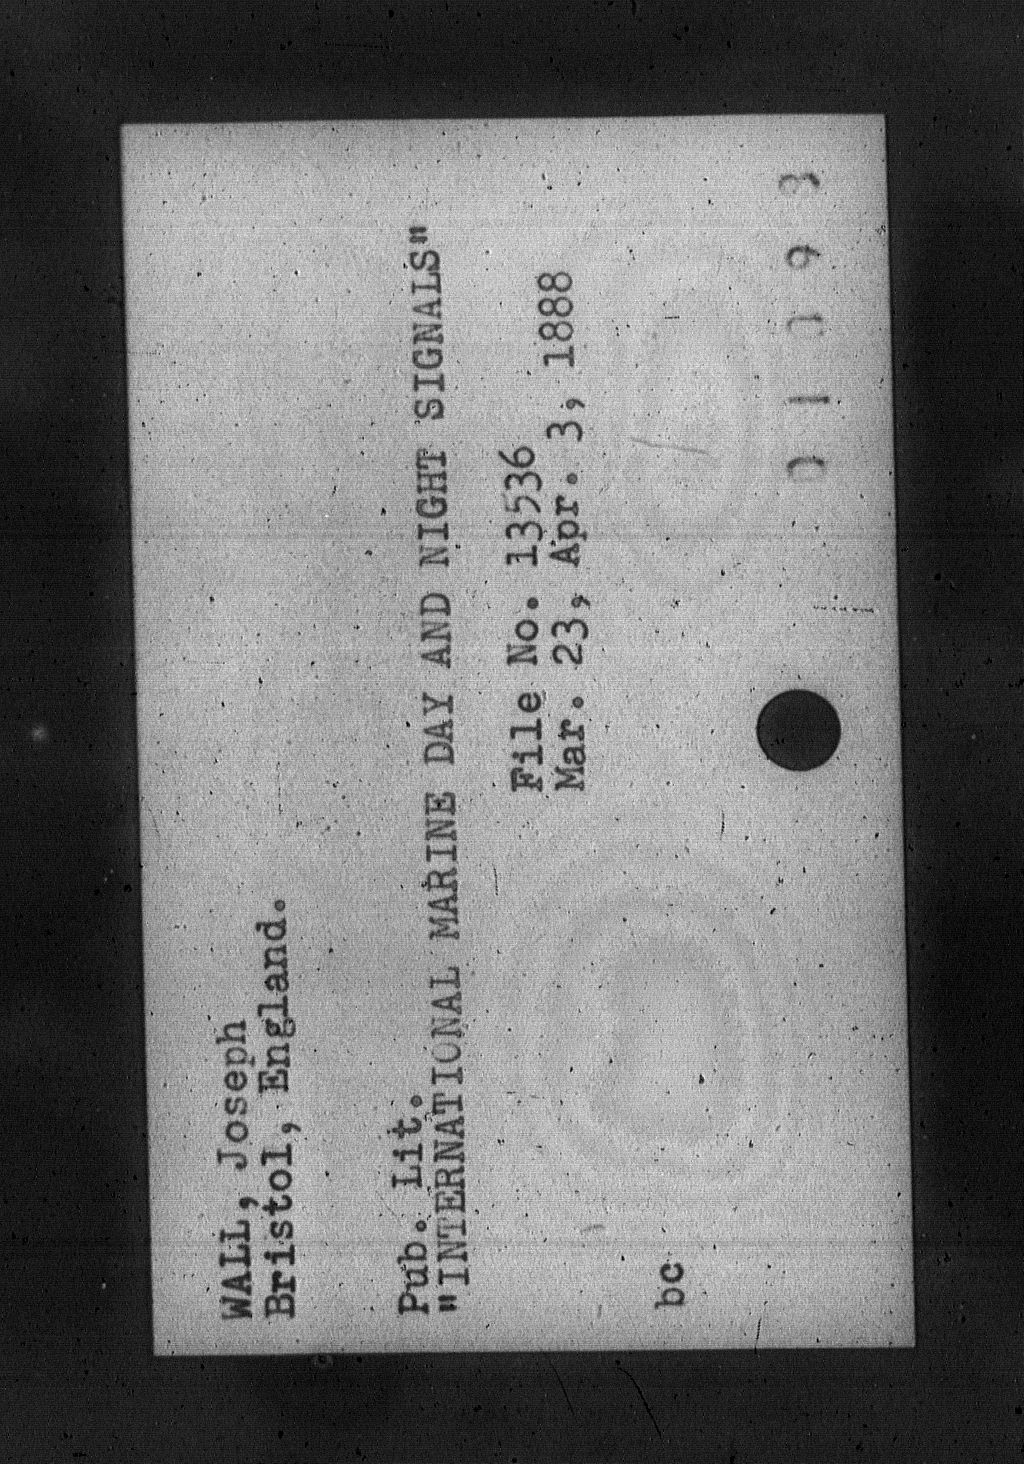 WALL, Joseph
Bristol, England.
Pub. Lit.
"INTERNATIONAL MARINE DAY AND NIGHT SIGNALS"
File No. 13536
Mar. 23, Apr. 3, 1888
bc